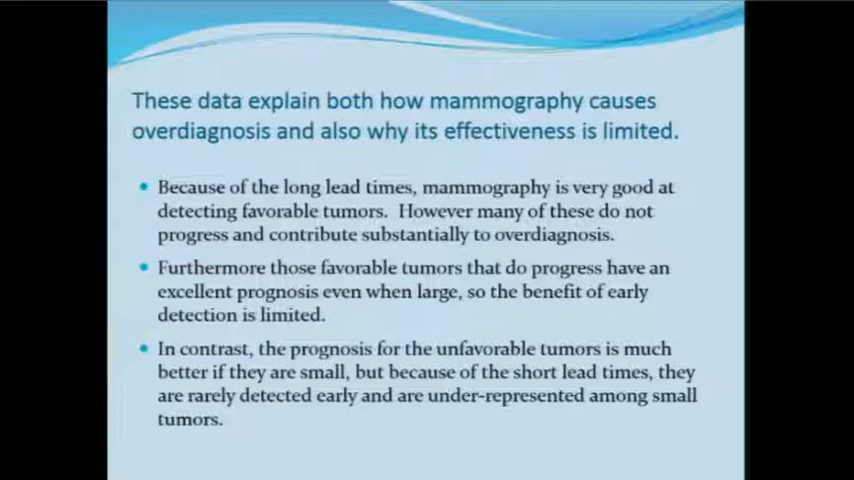 These data explain both how mammography causes
overdiagnosis and also why its effectiveness is limited.
• Because of the long lead times, mammography is very good at
detecting favorable tumors. However many of these do not
progress and contribute substantially to overdiagnosis.
• Furthermore those favorable tumors that do progress have an
excellent prognosis even when large, so the benefit of early
detection is limited.
• In contrast, the prognosis for the unfavorable tumors is much
better if they are small, but because of the short lead times, they
are rarely detected early and are under-represented among small
tumors.